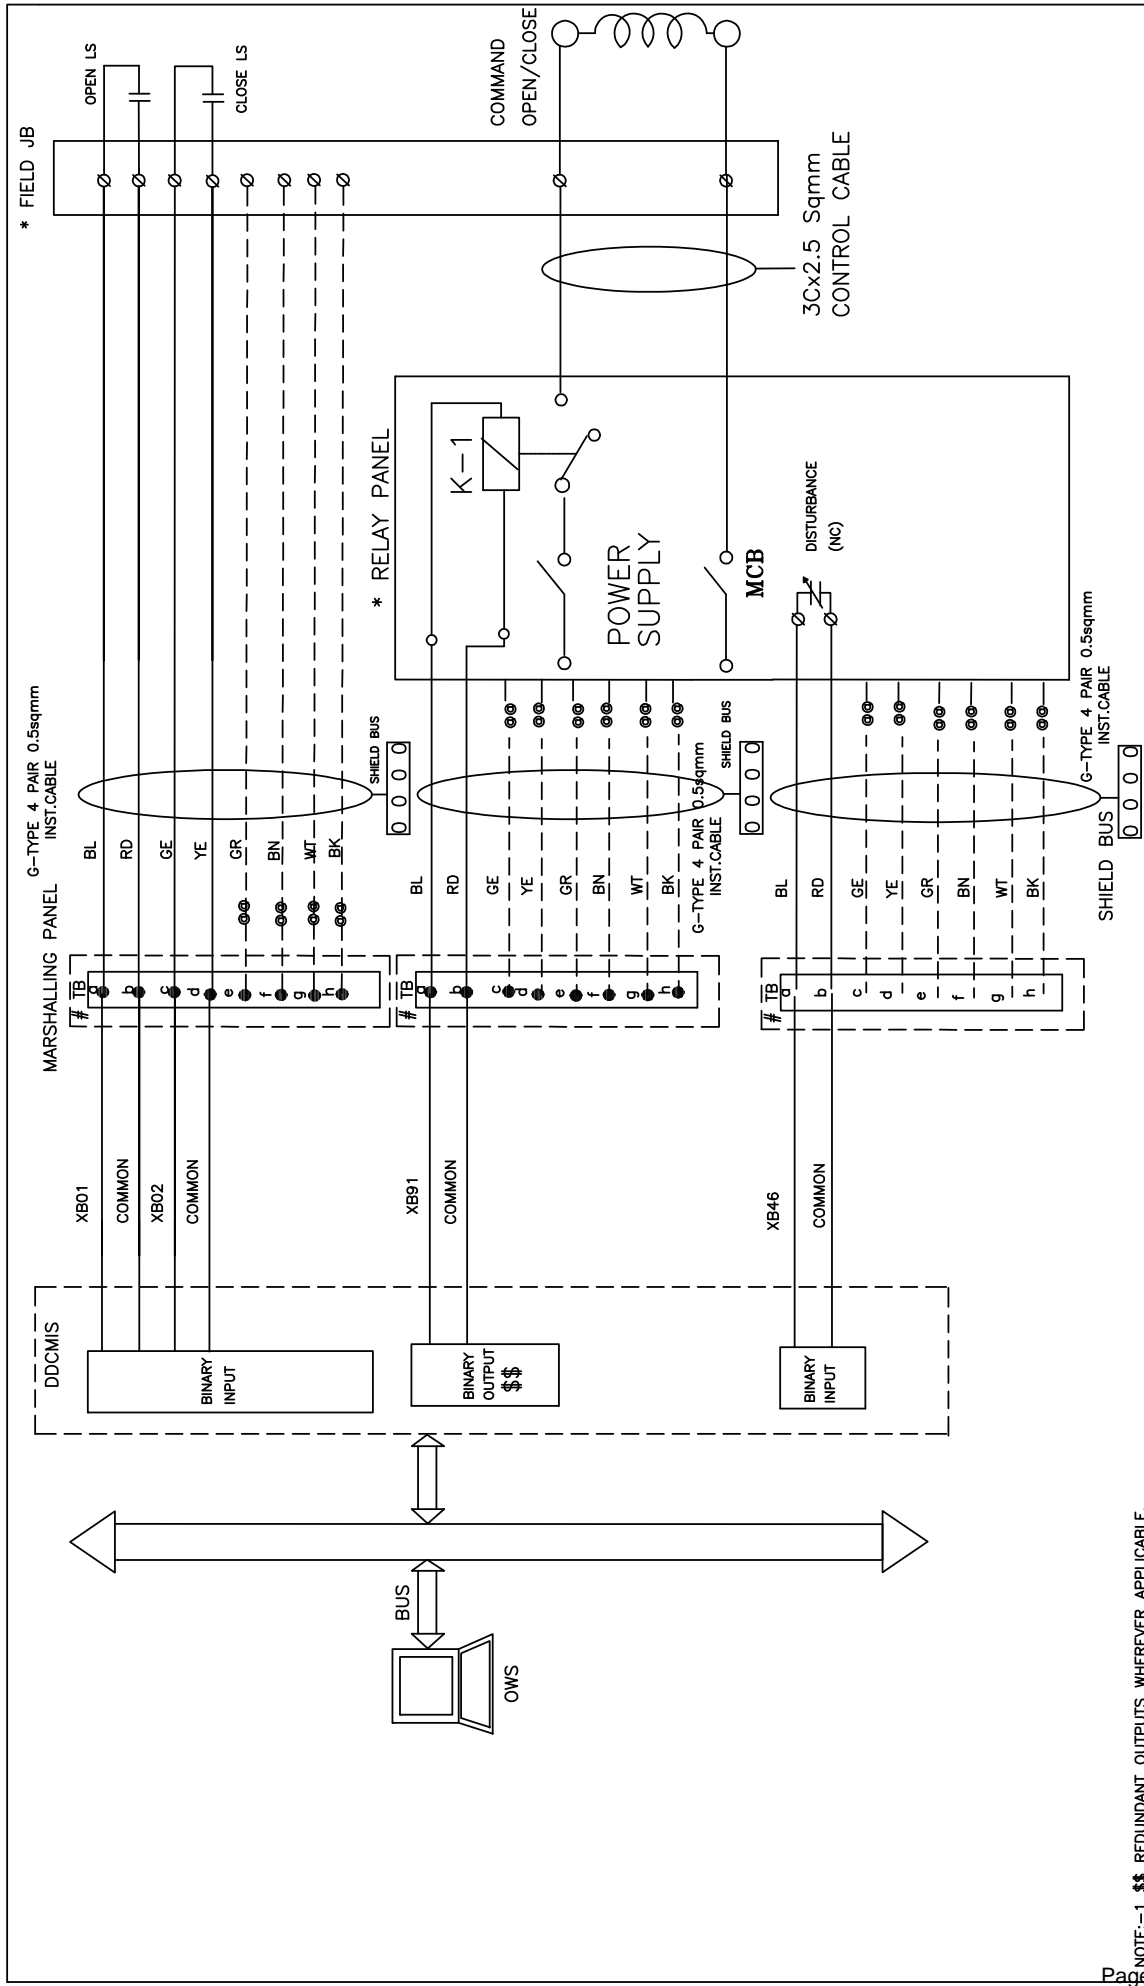 * FIELD JB
OPEN LS
CLOSE LS
COMMAND
OPEN/CLOSE
3Cx2.5 Sqmm
CONTROL CABLE
* RELAY PANEL
K-1
POWER
SUPPLY
MCB
DISTURBANCE
(NC)
G-TYPE 4 PAIR 0.5sqmm
INST.CABLE
SHIELD BUS
G-TYPE 4 PAIR 0.5sqmm
INST.CABLE
SHIELD BUS
G-TYPE 4 PAIR 0.5sqmm
INST.CABLE
SHIELD BUS
BL
RD
GE
YE
GR
BN
WT
BK
BL
RD
GE
YE
GR
BN
WT
BK
BL
RD
GE
YE
GR
BN
WT
BK
MARSHALLING PANEL
# TB
a
b
c
d
e
f
g
h
# TB
a
b
c
d
e
f
g
h
# TB
a
b
c
d
e
f
g
h
XB01
COMMON
XB02
COMMON
XB91
COMMON
XB46
COMMON
DDCMIS
BINARY
INPUT
BINARY
OUTPUT
$$
BINARY
INPUT
BUS
OWS
NOTE:-1 $$ REDUNDANT OUTPUTS WHEREVER APPLICABLE.
Page